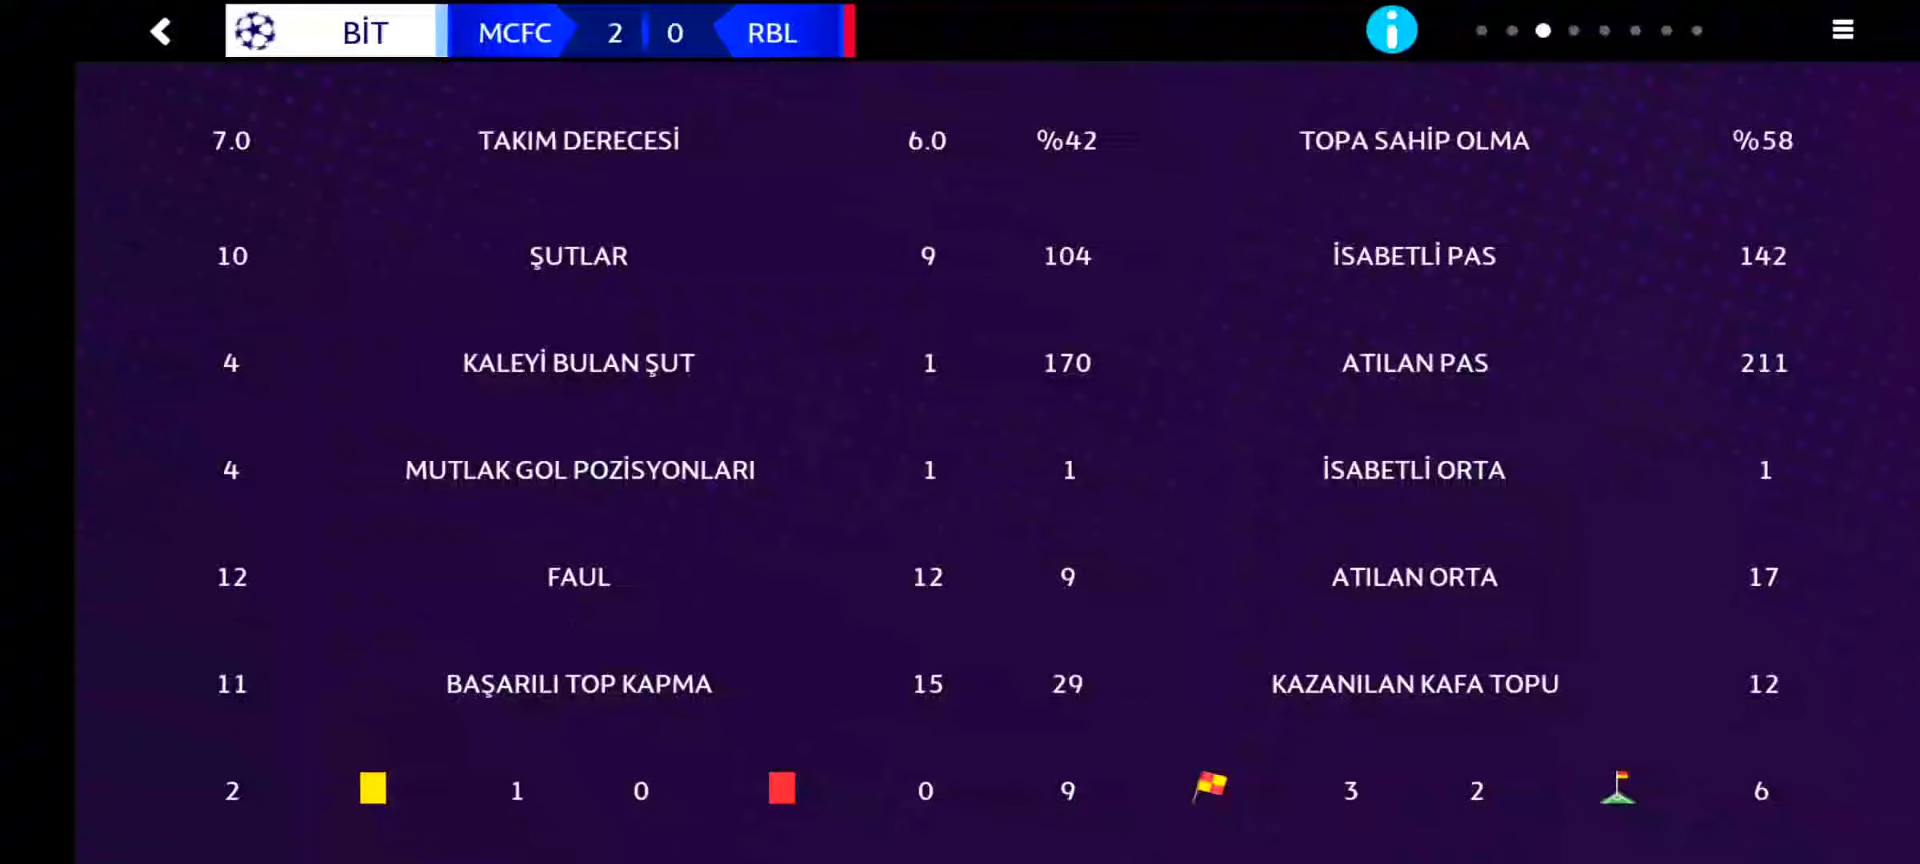 BİT MCFC 2 0 RBL
7.0 TAKIM DERECESİ 6.0 %42 TOPA SAHİP OLMA %58
10 ŞUTLAR 9 104 İSABETLİ PAS 142
4 KALEYİ BULAN ŞUT 1 170 ATILAN PAS 211
4 MUTLAK GOL POZİSYONLARI 1 1 İSABETLİ ORTA 1
12 FAUL 12 9 ATILAN ORTA 17
11 BAŞARILI TOP KAPMA 15 29 KAZANILAN KAFA TOPU 12
2 1 0 0 9 3 2 6